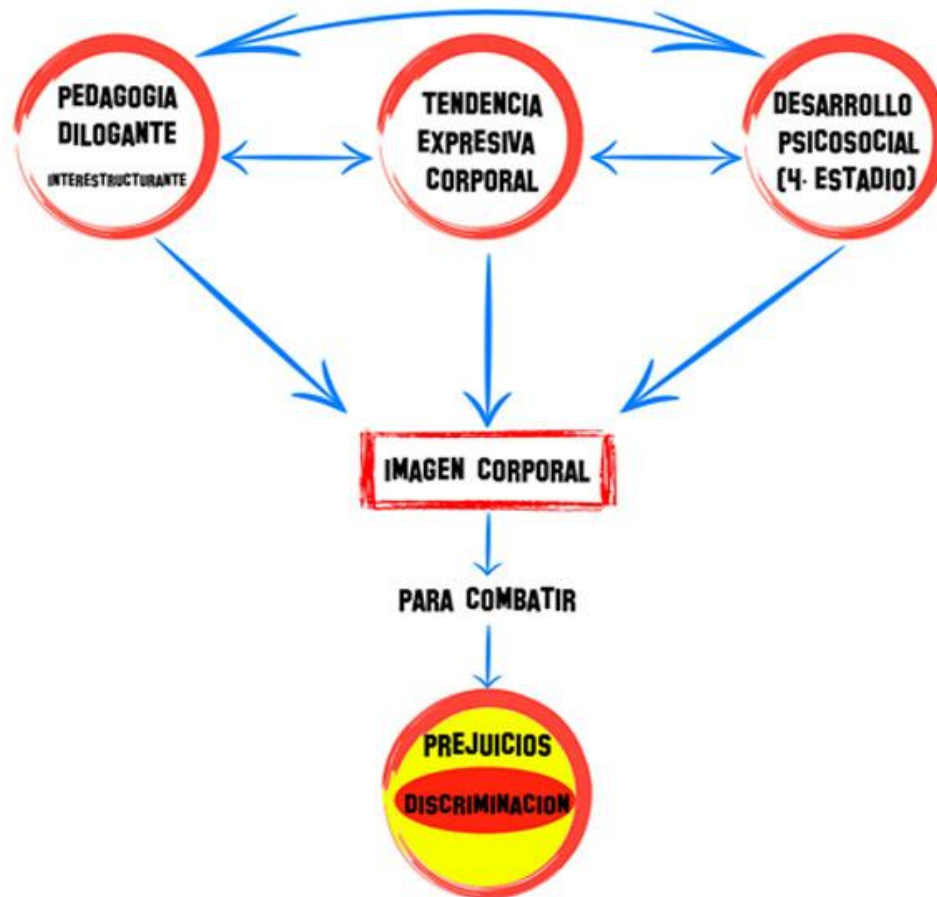 PEDAGOGIA
DILOGANTE
INTERESTRUCTURANTE
TENDENCIA
EXPRESIVA
CORPORAL
DESARROLLO
PSICOSOCIAL
(4. ESTADIO)
IMAGEN CORPORAL
PARA COMBATIR
PREJUICIOS
DISCRIMINACION